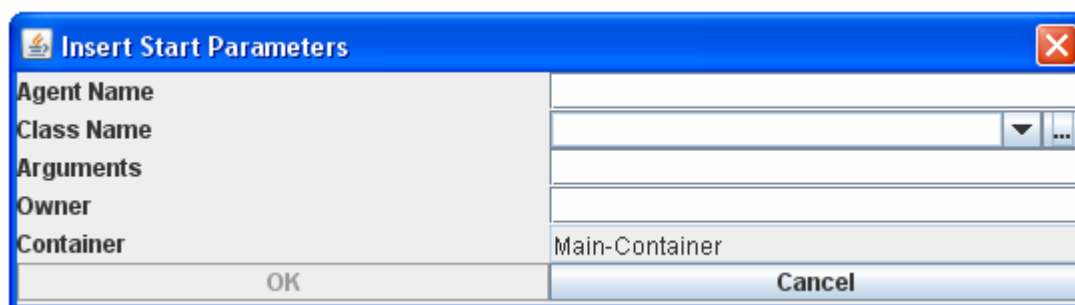 Insert Start Parameters
Agent Name
Class Name
...
Arguments
Owner
Container Main-Container
OK Cancel